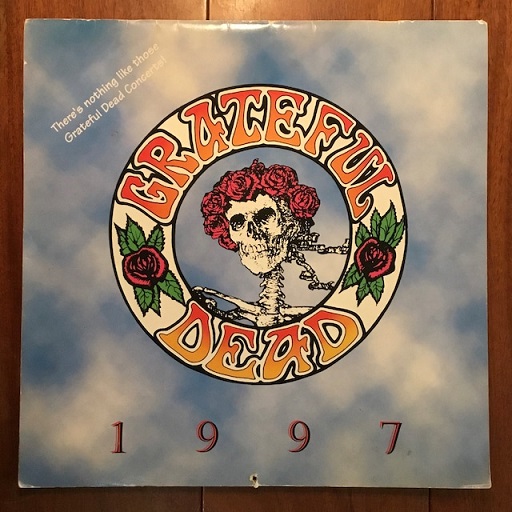 There's nothing like those
Grateful Dead Concerts!
GRATEFUL
DEAD
1997